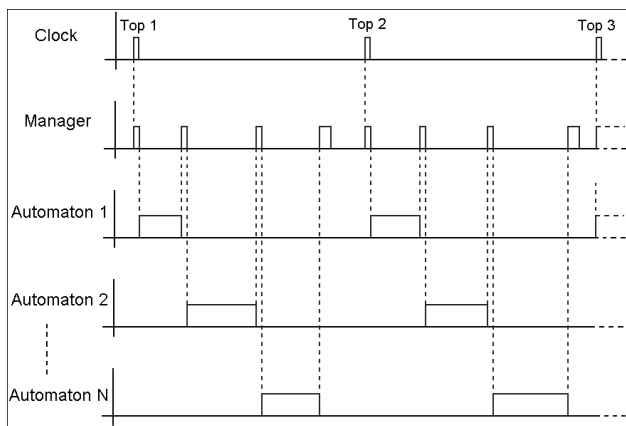 Top 1
Top 2
Top 3
Clock
Manager
Automaton 1
Automaton 2
Automaton N